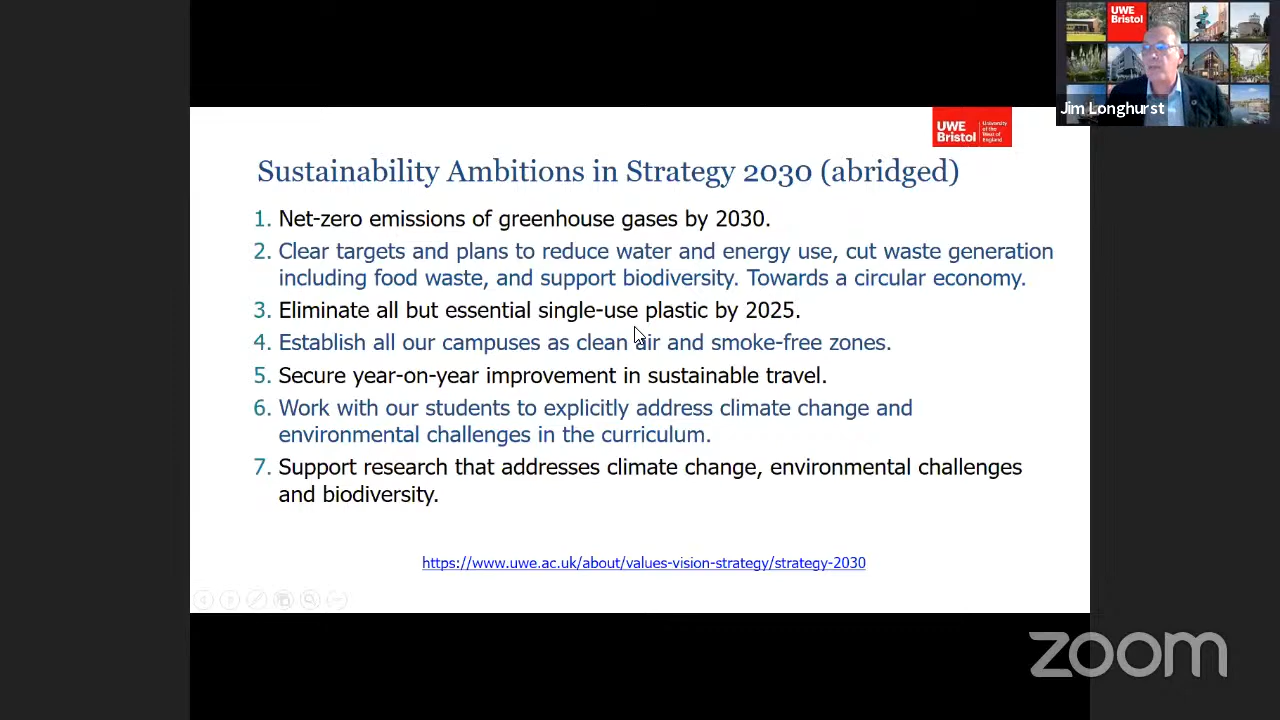 UWE
Bristol
Jim Longhurst
UWE
Bristol
University
of the
West of
England
Sustainability Ambitions in Strategy 2030 (abridged)
1. Net-zero emissions of greenhouse gases by 2030.
2. Clear targets and plans to reduce water and energy use, cut waste generation
including food waste, and support biodiversity. Towards a circular economy.
3. Eliminate all but essential single-use plastic by 2025.
4. Establish all our campuses as clean air and smoke-free zones.
5. Secure year-on-year improvement in sustainable travel.
6. Work with our students to explicitly address climate change and
environmental challenges in the curriculum.
7. Support research that addresses climate change, environmental challenges
and biodiversity.
https://www.uwe.ac.uk/about/values-vision-strategy/strategy-2030
zoom